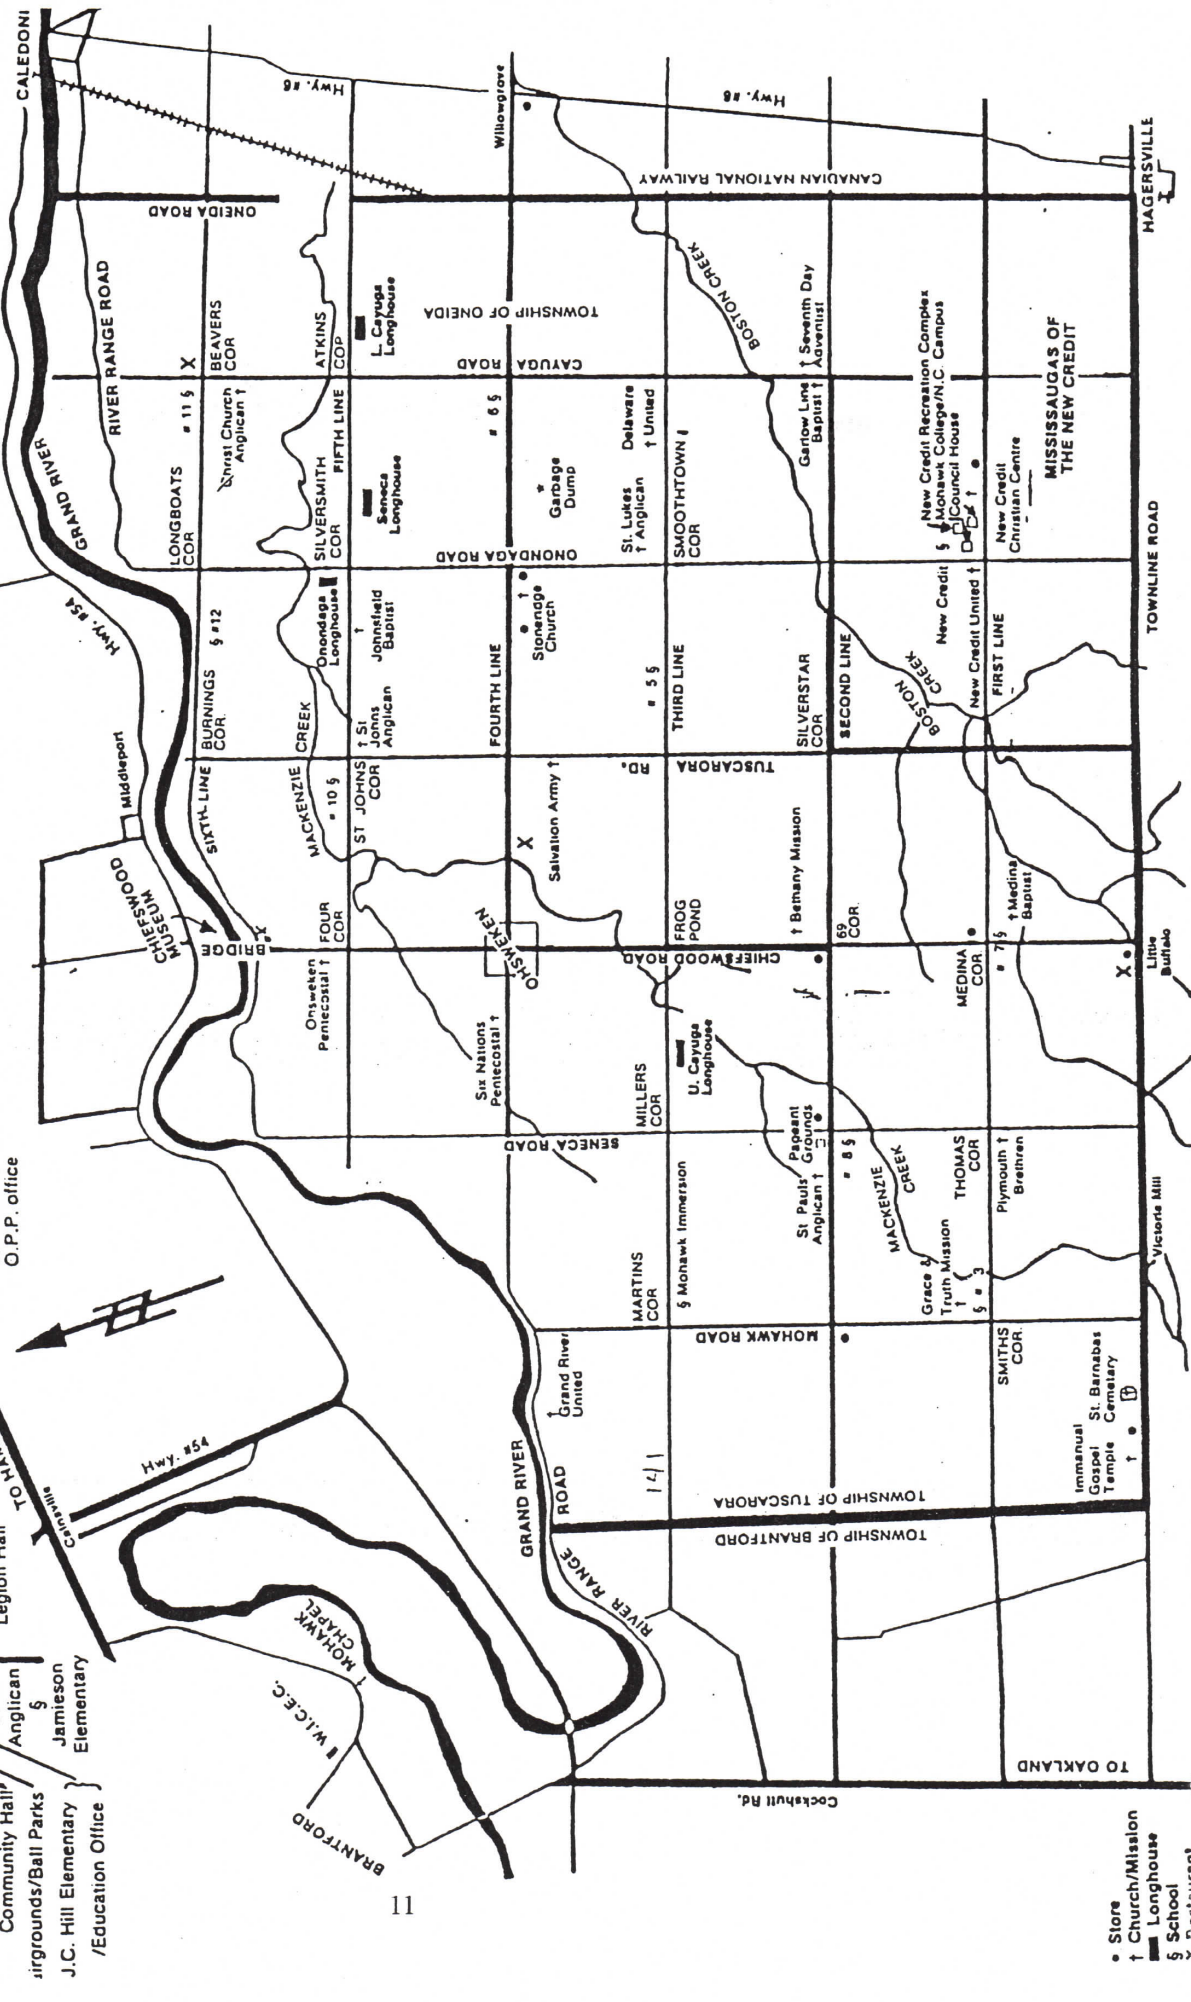 O.P.P. office
Legion Hall
Anglican
§
Jamieson
Elementary
Community Hall
J.C. Hill Elementary }
/Education Office
CALEDONI
Hwy. #6
Willowgrave
Hwy. #6
CANADIAN NATIONAL RAILWAY
HAGERSVILLE
ONEIDA ROAD
RIVER RANGE ROAD
GRAND RIVER
Hwy. #54
# 11 §
X
BEAVERS
COR
Christ Church
Anglican †
LONGBOATS
COR
ATKINS
COP
L. Cayuga
Longhouse
TOWNSHIP OF ONEIDA
CAYUGA ROAD
FIFTH LINE
SILVERSMITH
COR
Seneca
Longhouse
# 6 §
*
Garbage
Dump
Delaware
† United
St. Lukes
† Anglican
SMOOTHTOWN
COR
BOSTON CREEK
† Seventh Day
Adventist
Garlow Line
Baptist †
New Credit Recreation Complex
Mohawk College/N.C. Campus
Council House
§
†
New Credit
Christian Centre
MISSISSAUGAS OF
THE NEW CREDIT
ONONDAGA ROAD
TOWNLINE ROAD
§ #12
Onondaga
Longhouse
†
Johnsfield
Baptist
†
Stoneridge
Church
BURNINGS
COR.
MACKENZIE CREEK
† St
Johns
Anglican
FOURTH LINE
# 5 §
THIRD LINE
SILVERSTAR
COR
SECOND LINE
BOSTON
CREEK
New Credit
New Credit United †
FIRST LINE
Middleport
SIXTH LINE
MACKENZIE
# 10 §
ST JOHNS
COR
TUSCARORA
RD.
X
Salvation Army †
CHIEFSWOOD
MUSEUM
BRIDGE
X
FOUR
COR
OHSWEKEN
FROG
POND
† Bethany Mission
69
COR.
† Medina
Baptist
# 7 §
MEDINA
COR
X
Little
Buffalo
CHIEFSWOOD ROAD
Onsweken
Pentecostal †
Six Nations
Pentecostal †
U. Cayuga
Longhouse
MILLERS
COR
SENECA ROAD
Pageant
Grounds
# 8 §
St Pauls
Anglican †
MACKENZIE
CREEK
THOMAS
COR
Plymouth †
Brethren
Victoria Mill
MARTINS
COR
§ Mohawk Immersion
Grace &
Truth Mission
†
§ # 3
MOHAWK ROAD
SMITHS
COR.
Hwy. #54
Cainsville
GRAND RIVER
†
Grand River
United
ROAD
RIVER RANGE
TOWNSHIP OF TUSCARORA
TOWNSHIP OF BRANTFORD
Immanual
Gospel
Temple
†
St. Barnabas
Cemetary
MOHAWK
CHAPEL
†
W.I.C.E.C.
BRANTFORD
Cockshutt Rd.
TO OAKLAND
• Store
† Church/Mission
Longhouse
§ School
11